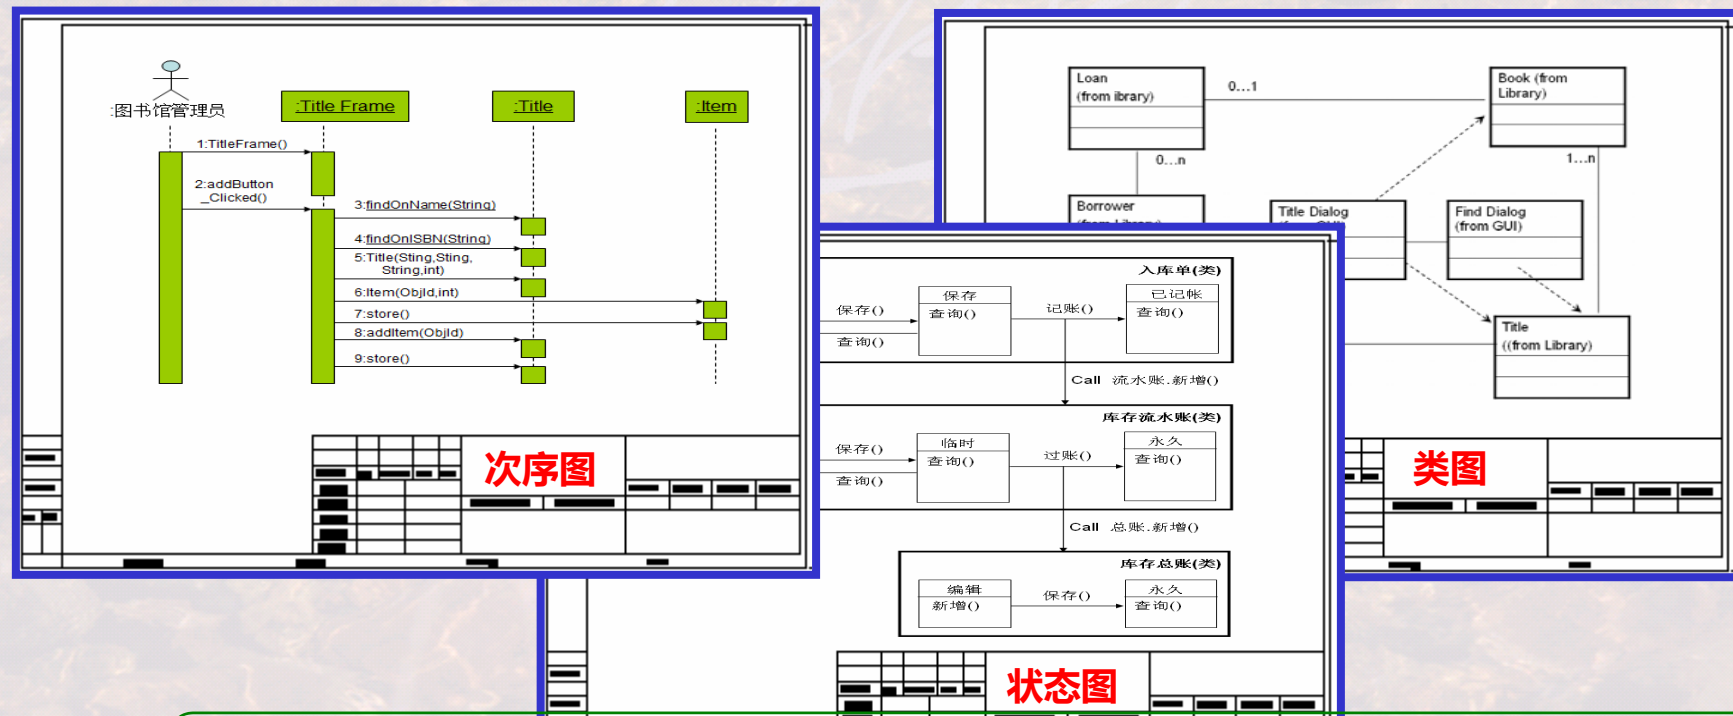 :图书馆管理员
:Title Frame
:Title
:Item
1:TitleFrame()
2:addButton
_Clicked()
3:findOnName(String)
4:findOnISBN(String)
5:Title(Sting,Sting,
String,int)
6:Item(ObjId,int)
7:store()
8:addItem(ObjId)
9:store()
次序图
Loan
(from ibrary)
0...1
Book (from
Library)
0...n
1...n
Borrower
Title Dialog
Find Dialog
(from GUI)
Title
((from Library)
类图
入库单(类)
保存()
查询()
保存
查询()
记账()
已记帐
查询()
Call 流水账.新增()
库存流水账(类)
保存()
查询()
临时
查询()
过账()
永久
查询()
Call 总账.新增()
库存总账(类)
编辑
新增()
保存()
永久
查询()
状态图